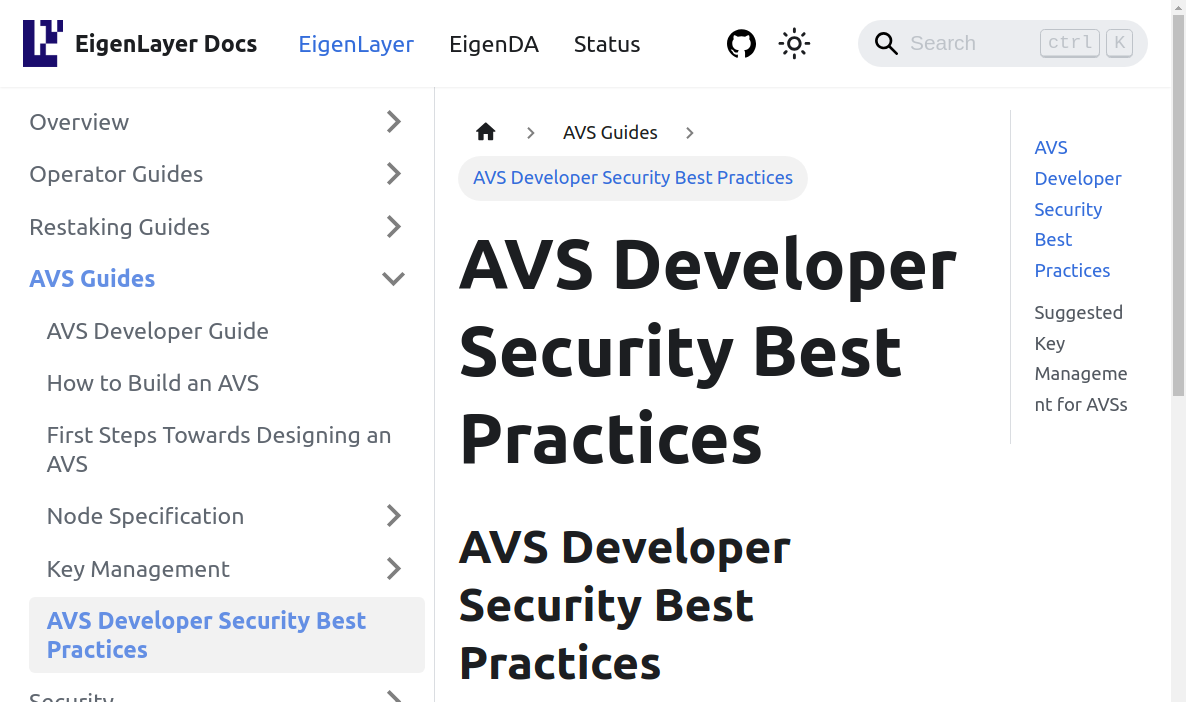 EigenLayer Docs
EigenLayer
EigenDA
Status
Search
ctrl K
Overview
Operator Guides
Restaking Guides
AVS Guides
AVS Developer Guide
How to Build an AVS
First Steps Towards Designing an
AVS
Node Specification
Key Management
AVS Developer Security Best
Practices
Security
AVS Guides
AVS Developer Security Best Practices
AVS Developer
Security Best
Practices
AVS Developer
Security Best
Practices
AVS
Developer
Security
Best
Practices
Suggested
Key
Manageme
nt for AVSs